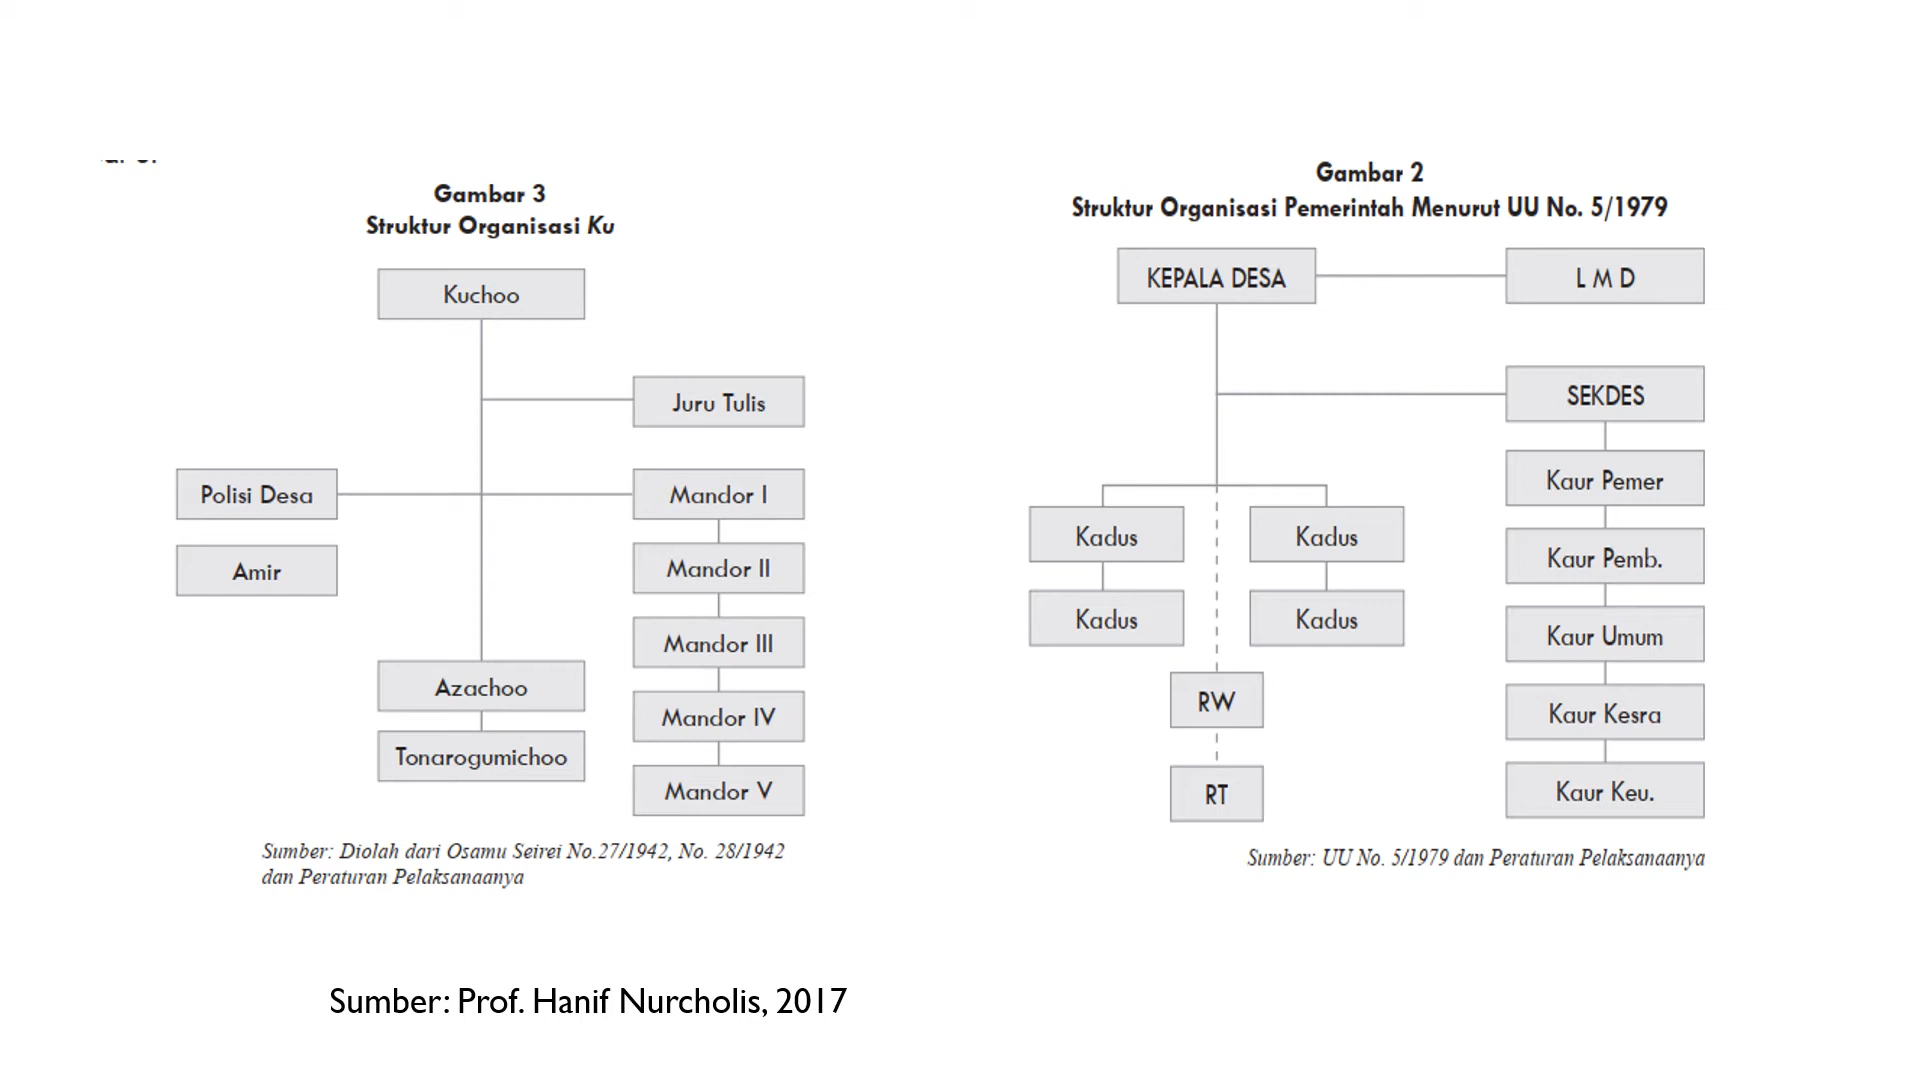 Gambar 3
Struktur Organisasi Ku
Kuchoo
Juru Tulis
Polisi Desa
Mandor I
Amir
Mandor II
Mandor III
Azachoo
Mandor IV
Tonarogumichoo
Mandor V
Sumber: Diolah dari Osamu Seirei No.27/1942, No. 28/1942
dan Peraturan Pelaksanaanya
Gambar 2
Struktur Organisasi Pemerintah Menurut UU No. 5/1979
KEPALA DESA
L M D
SEKDES
Kaur Pemer
Kadus
Kadus
Kaur Pemb.
Kadus
Kadus
Kaur Umum
RW
Kaur Kesra
RT
Kaur Keu.
Sumber: UU No. 5/1979 dan Peraturan Pelaksanaanya
Sumber: Prof. Hanif Nurcholis, 2017